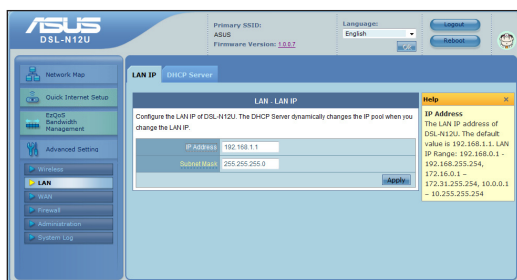 ASUS
DSL-N12U
Primary SSID:
ASUS
Firmware Version: 1.0.0.7
Language:
English
Logout
Reboot
Network Map
Quick Internet Setup
EzQoS
Bandwidth
Management
Advanced Setting
Wireless
LAN
WAN
Firewall
Administration
System Log
LAN IP
DHCP Server
LAN - LAN IP
Configure the LAN IP of DSL-N12U. The DHCP Server dynamically changes the IP pool when you
change the LAN IP.
IP Address 192.168.1.1
Subnet Mask 255.255.255.0
Apply
Help ×
IP Address
The LAN IP address of
DSL-N12U. The default
value is 192.168.1.1. LAN
IP Range: 192.168.0.1 -
192.168.255.254,
172.16.0.1 –
172.31.255.254, 10.0.0.1
– 10.255.255.254